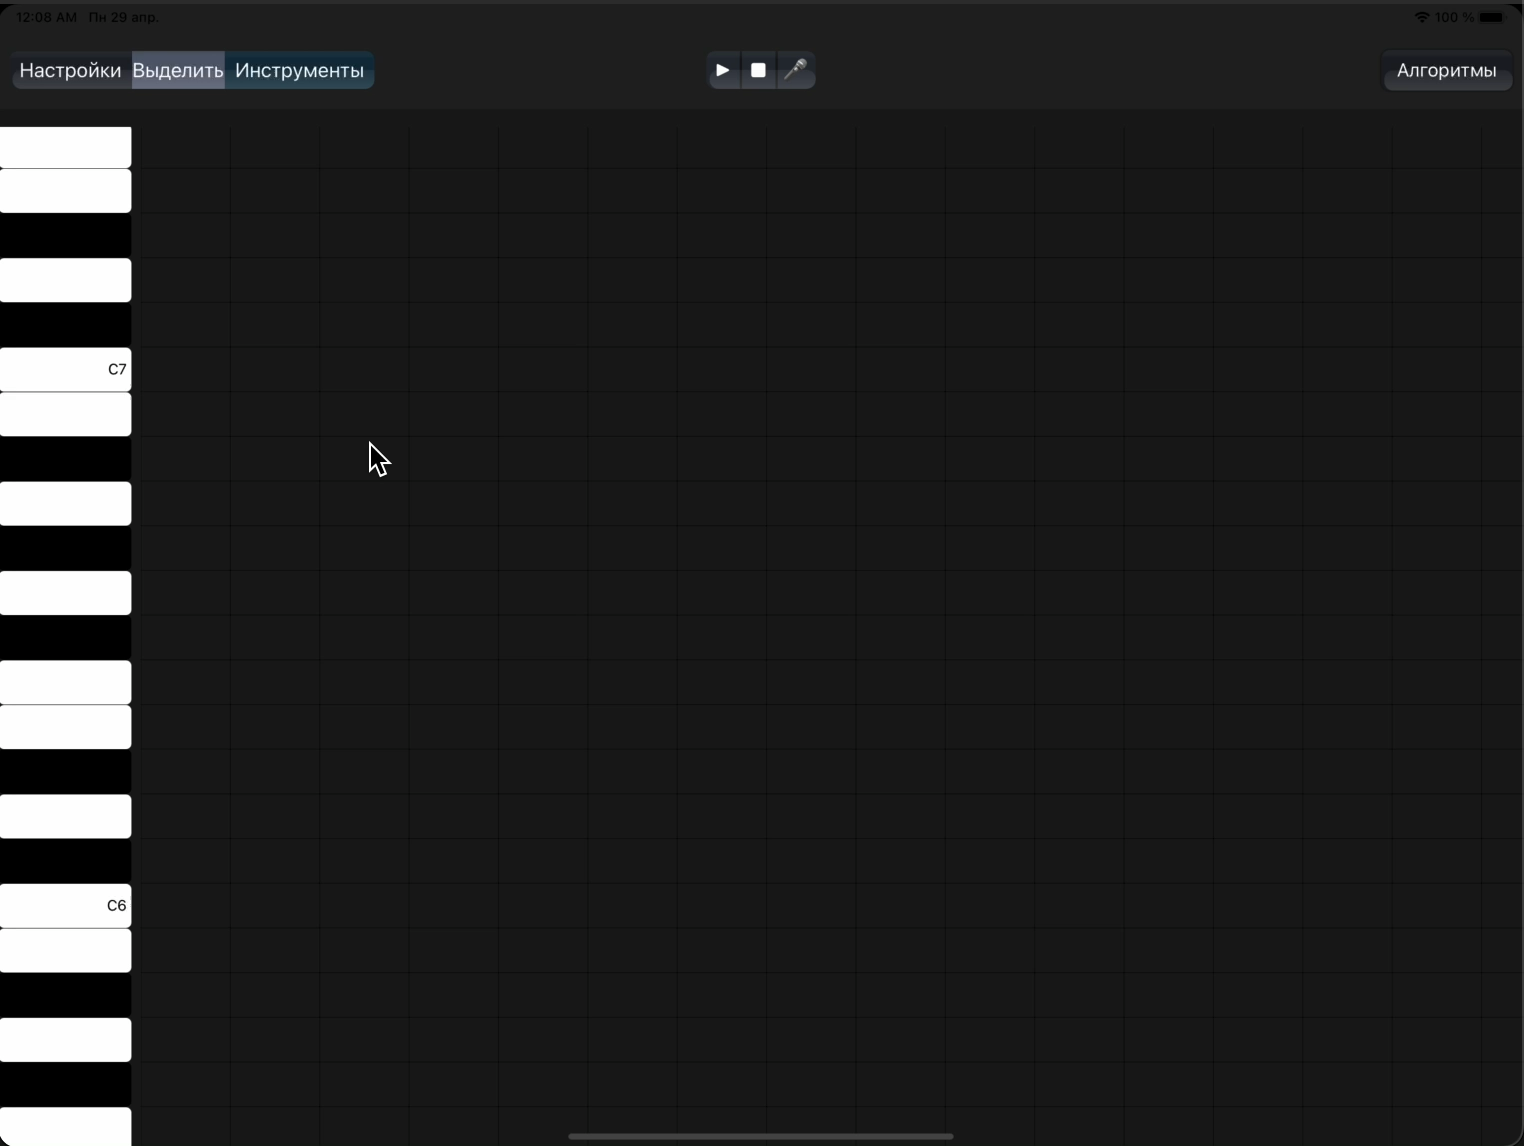 12:08 AM Пн 29 апр.
100 %
Настройки Выделить Инструменты
Алгоритмы
C7
C6